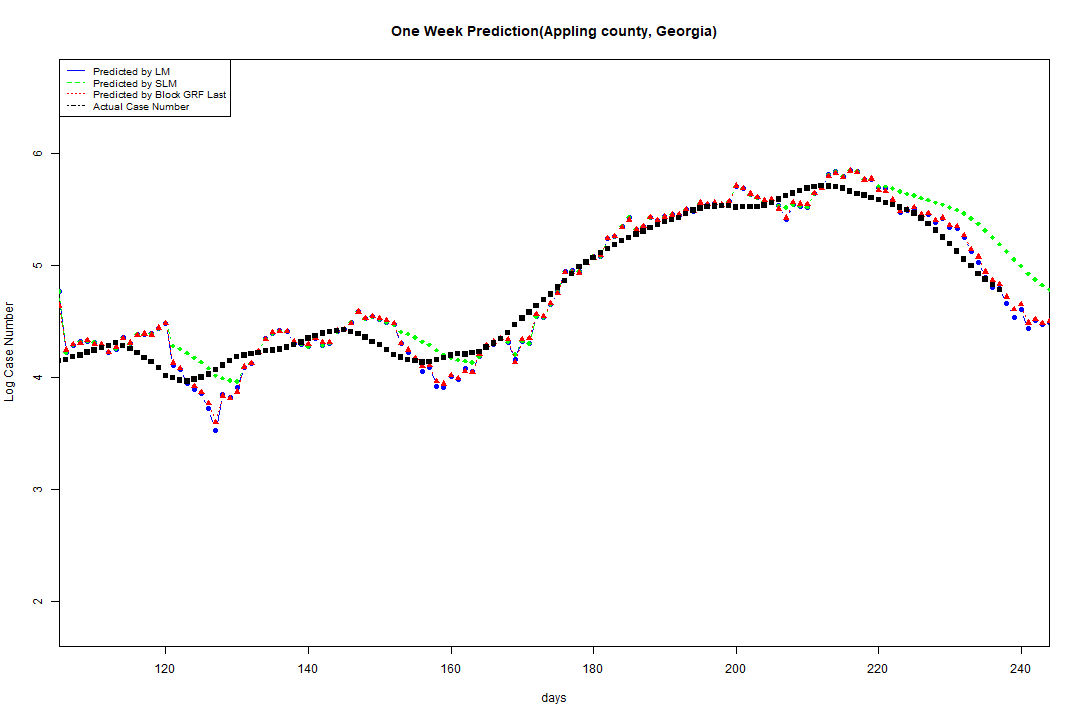 One Week Prediction(Appling county, Georgia)
Predicted by LM
Predicted by SLM
Predicted by Block GRF Last
Actual Case Number
6
5
4
3
2
Log Case Number
120 140 160 180 200 220 240
days